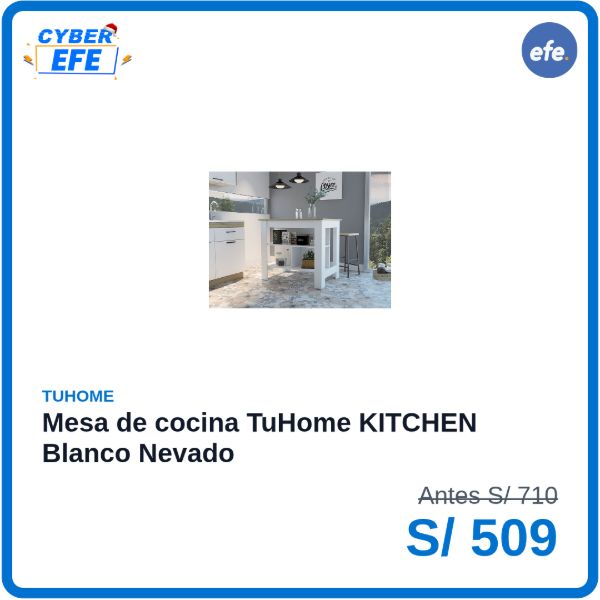 CYBER
EFE
efe.
TUHOME
Mesa de cocina TuHome KITCHEN
Blanco Nevado
Antes S/ 710
S/ 509